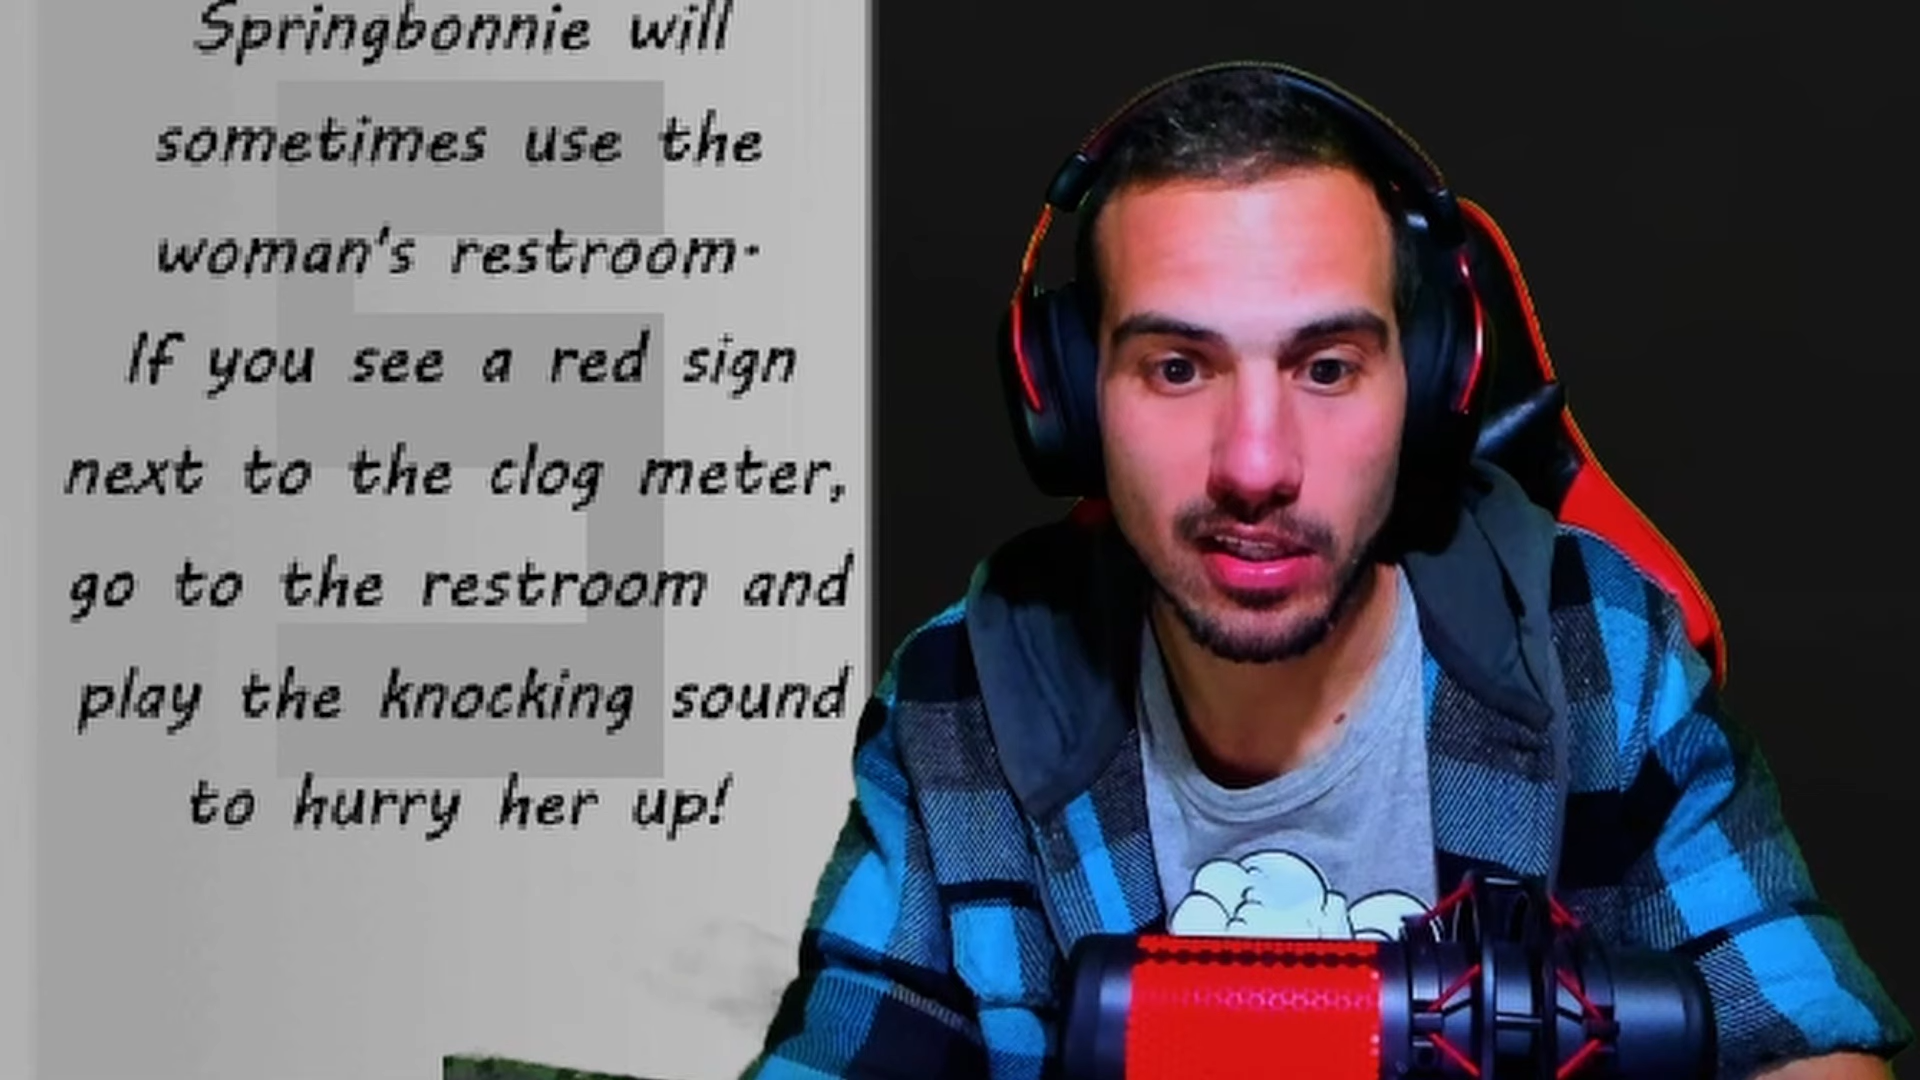 Springbonnie will
sometimes use the
woman's restroom.
If you see a red sign
next to the clog meter,
go to the restroom and
play the knocking sound
to hurry her up!